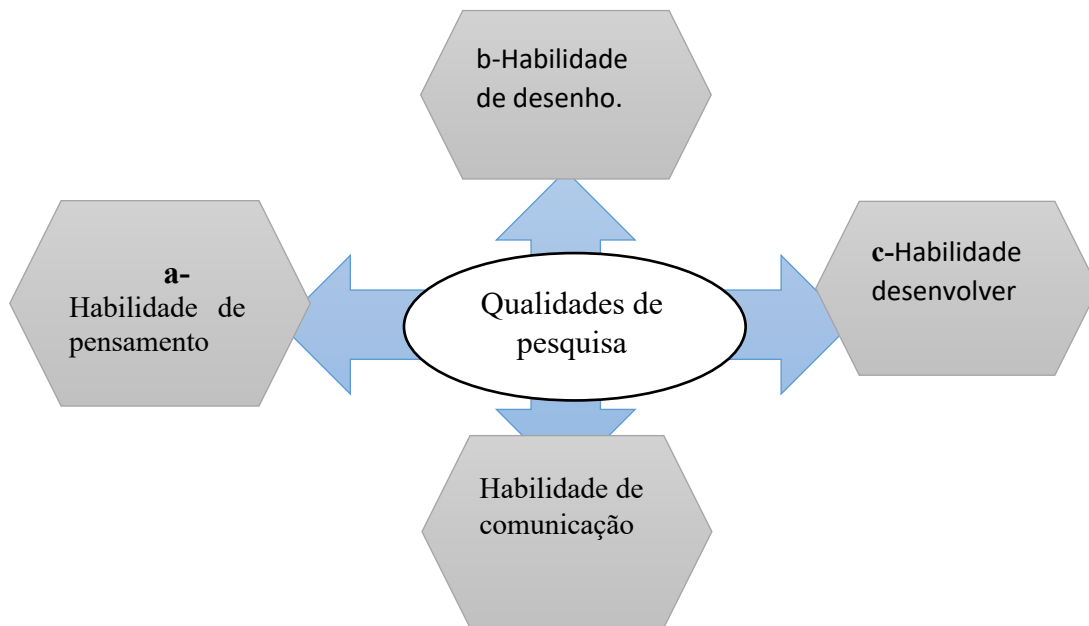 b-Habilidade
de desenho.
a-
Habilidade de
pensamento
Qualidades de
pesquisa
c-Habilidade
desenvolver
Habilidade de
comunicação